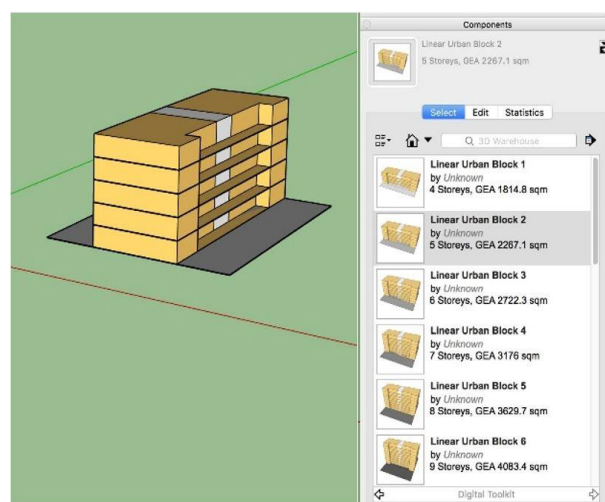 Components
Linear Urban Block 2
5 Storeys, GEA 2267.1 sqm
Select Edit Statistics
3D Warehouse
Linear Urban Block 1
by Unknown
4 Storeys, GEA 1814.8 sqm
Linear Urban Block 2
by Unknown
5 Storeys, GEA 2267.1 sqm
Linear Urban Block 3
by Unknown
6 Storeys, GEA 2722.3 sqm
Linear Urban Block 4
by Unknown
7 Storeys, GEA 3176 sqm
Linear Urban Block 5
by Unknown
8 Storeys, GEA 3629.7 sqm
Linear Urban Block 6
by Unknown
9 Storeys, GEA 4083.4 sqm
Digital Toolkit